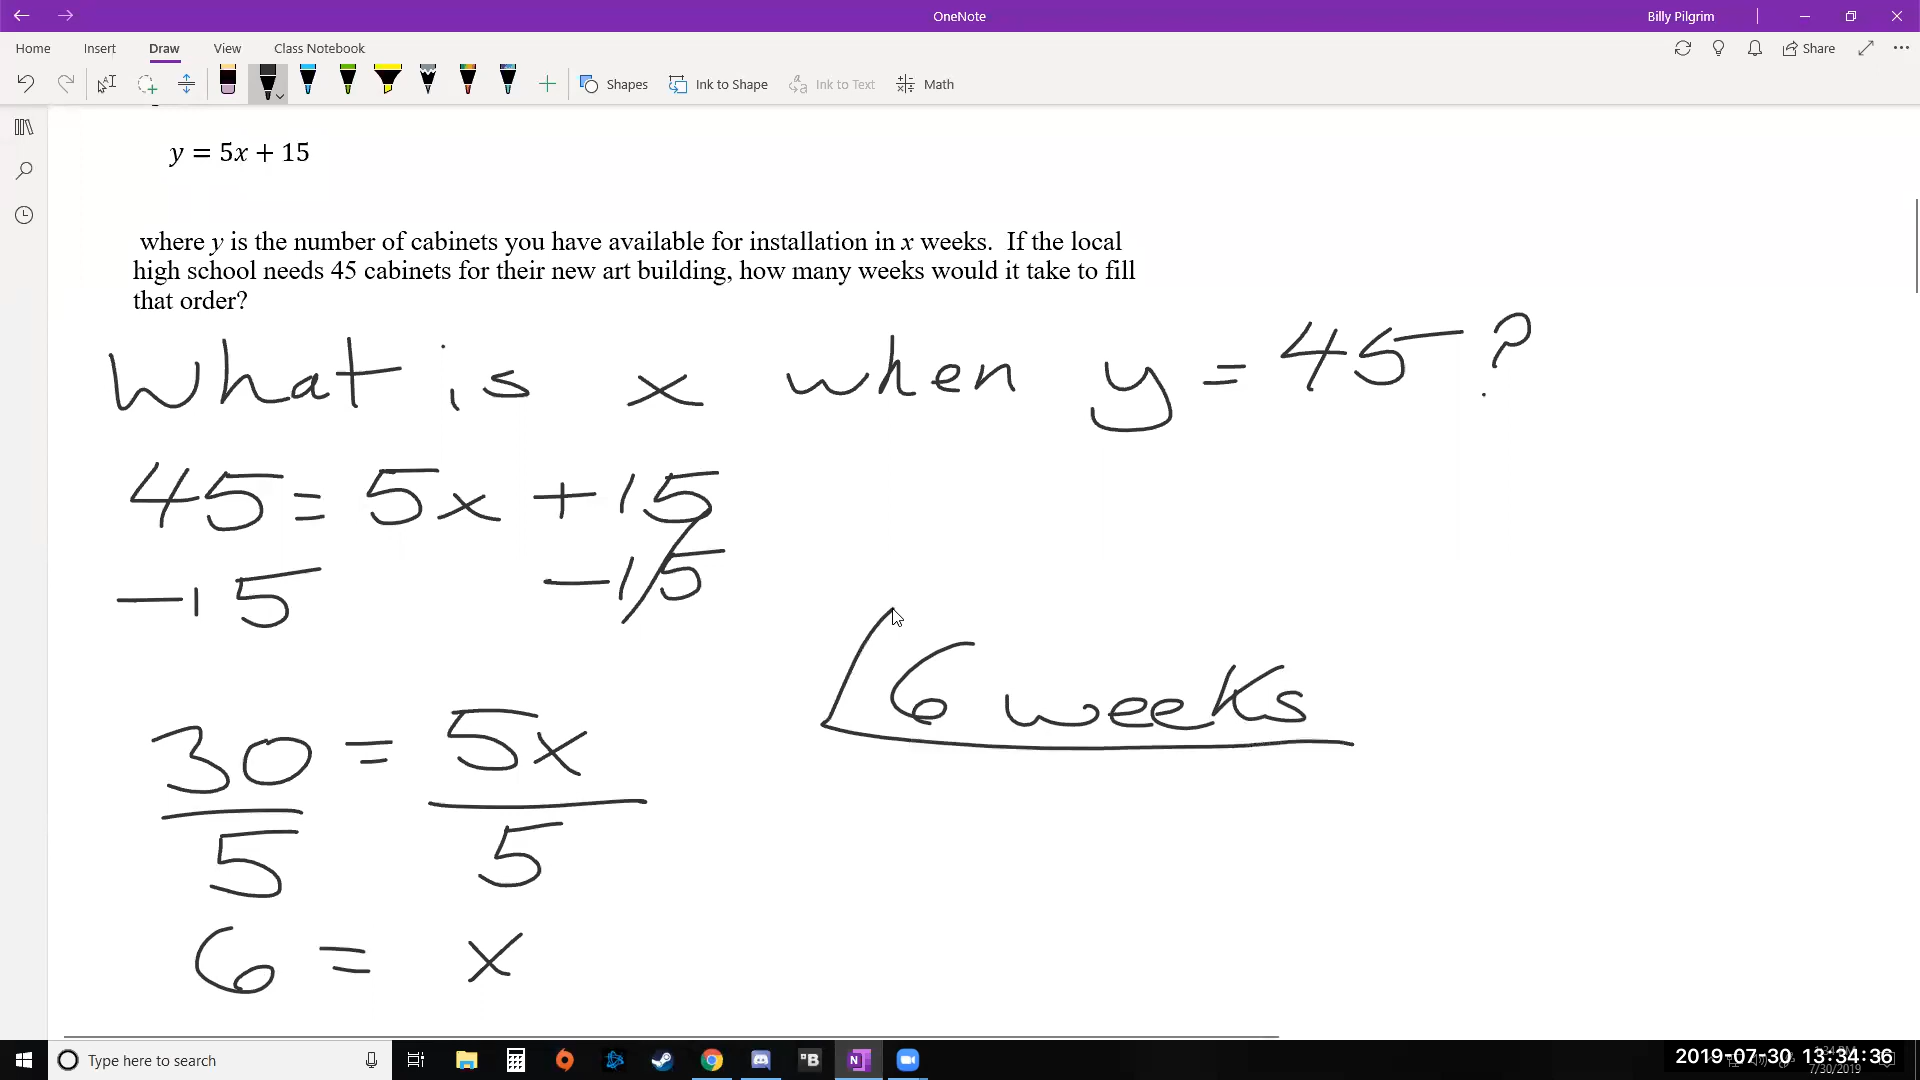 OneNote
Billy Pilgrim
Home Insert Draw View Class Notebook
Share
Shapes Ink to Shape Ink to Text Math
y = 5x + 15
where y is the number of cabinets you have available for installation in x weeks. If the local
high school needs 45 cabinets for their new art building, how many weeks would it take to fill
that order?
What is x when y = 45 ?
45 = 5x + 15
-15 -15
30 = 5x
5 5
6 = x
6 weeks
Type here to search
2019-07-30 13:34:36
7/30/2019